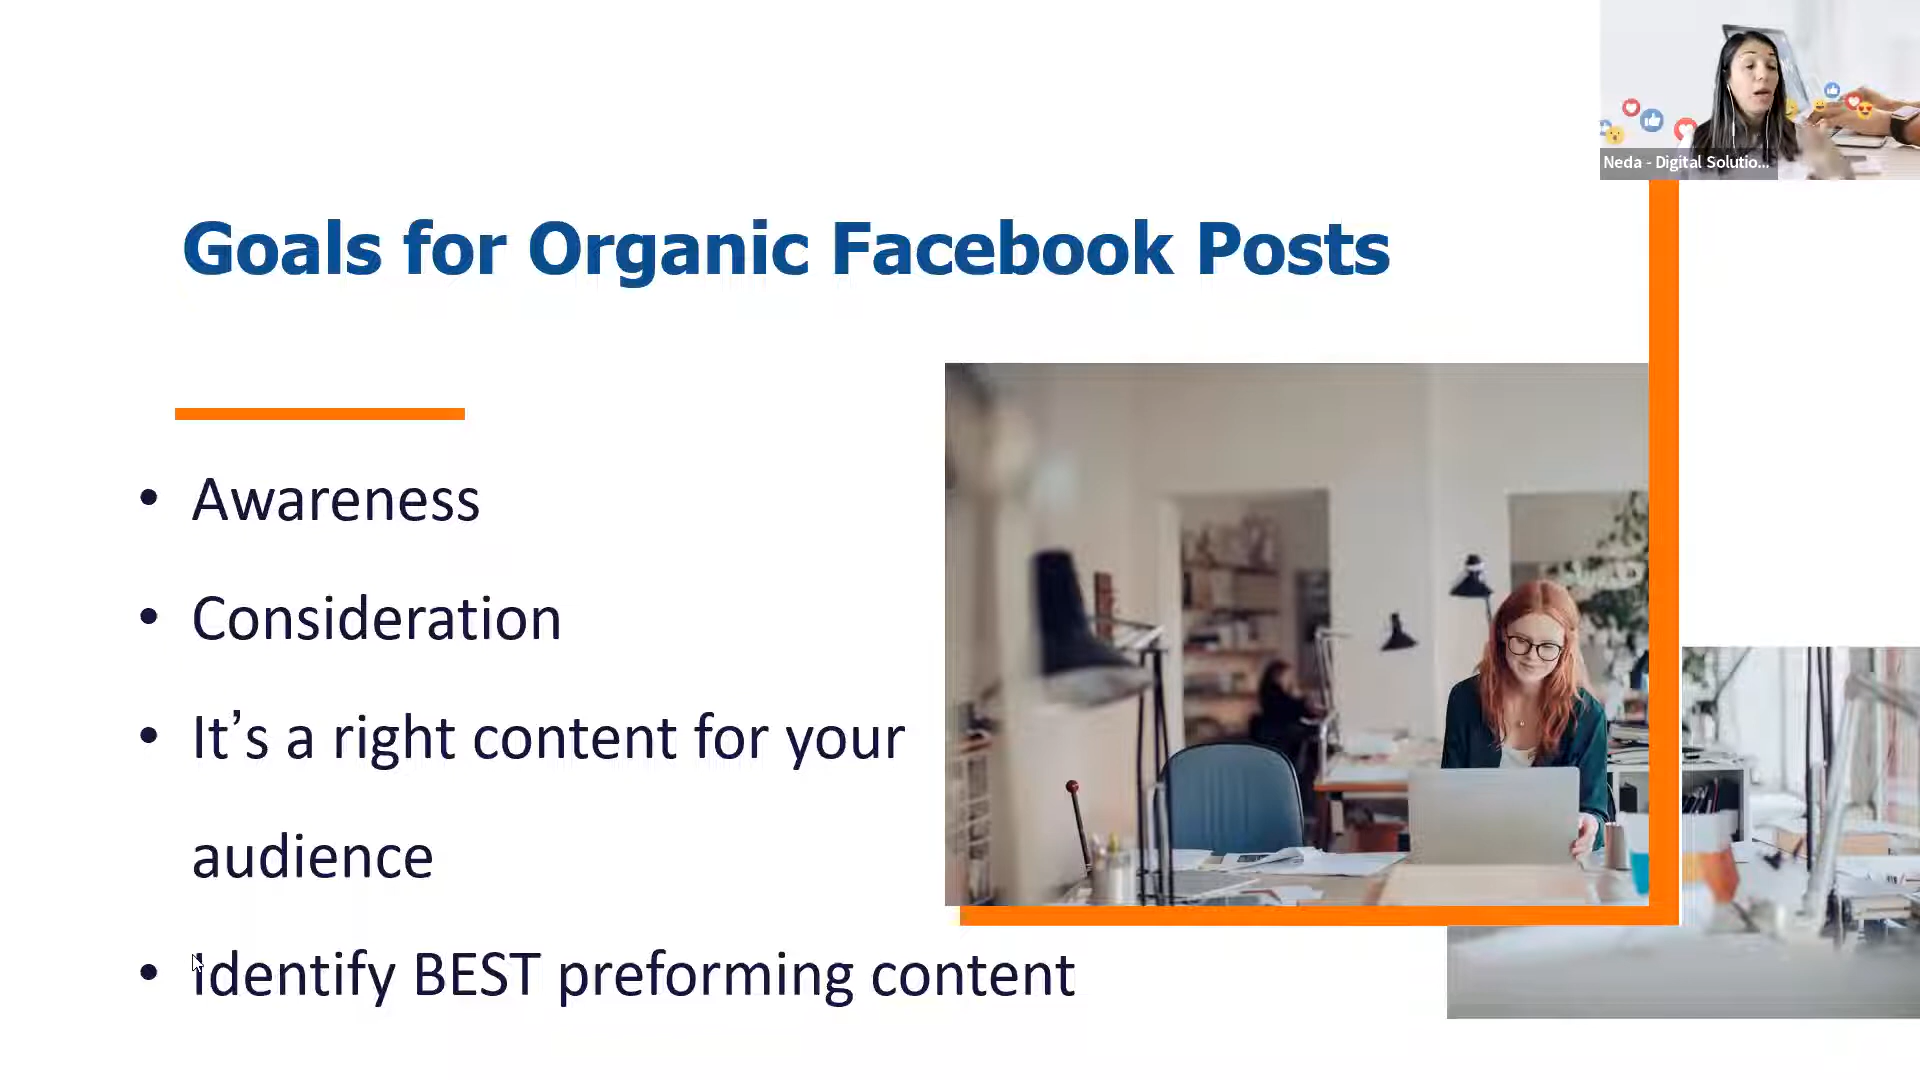 Neda - Digital Solutio...
Goals for Organic Facebook Posts
• Awareness
• Consideration
• It’s a right content for your
audience
• Identify BEST preforming content